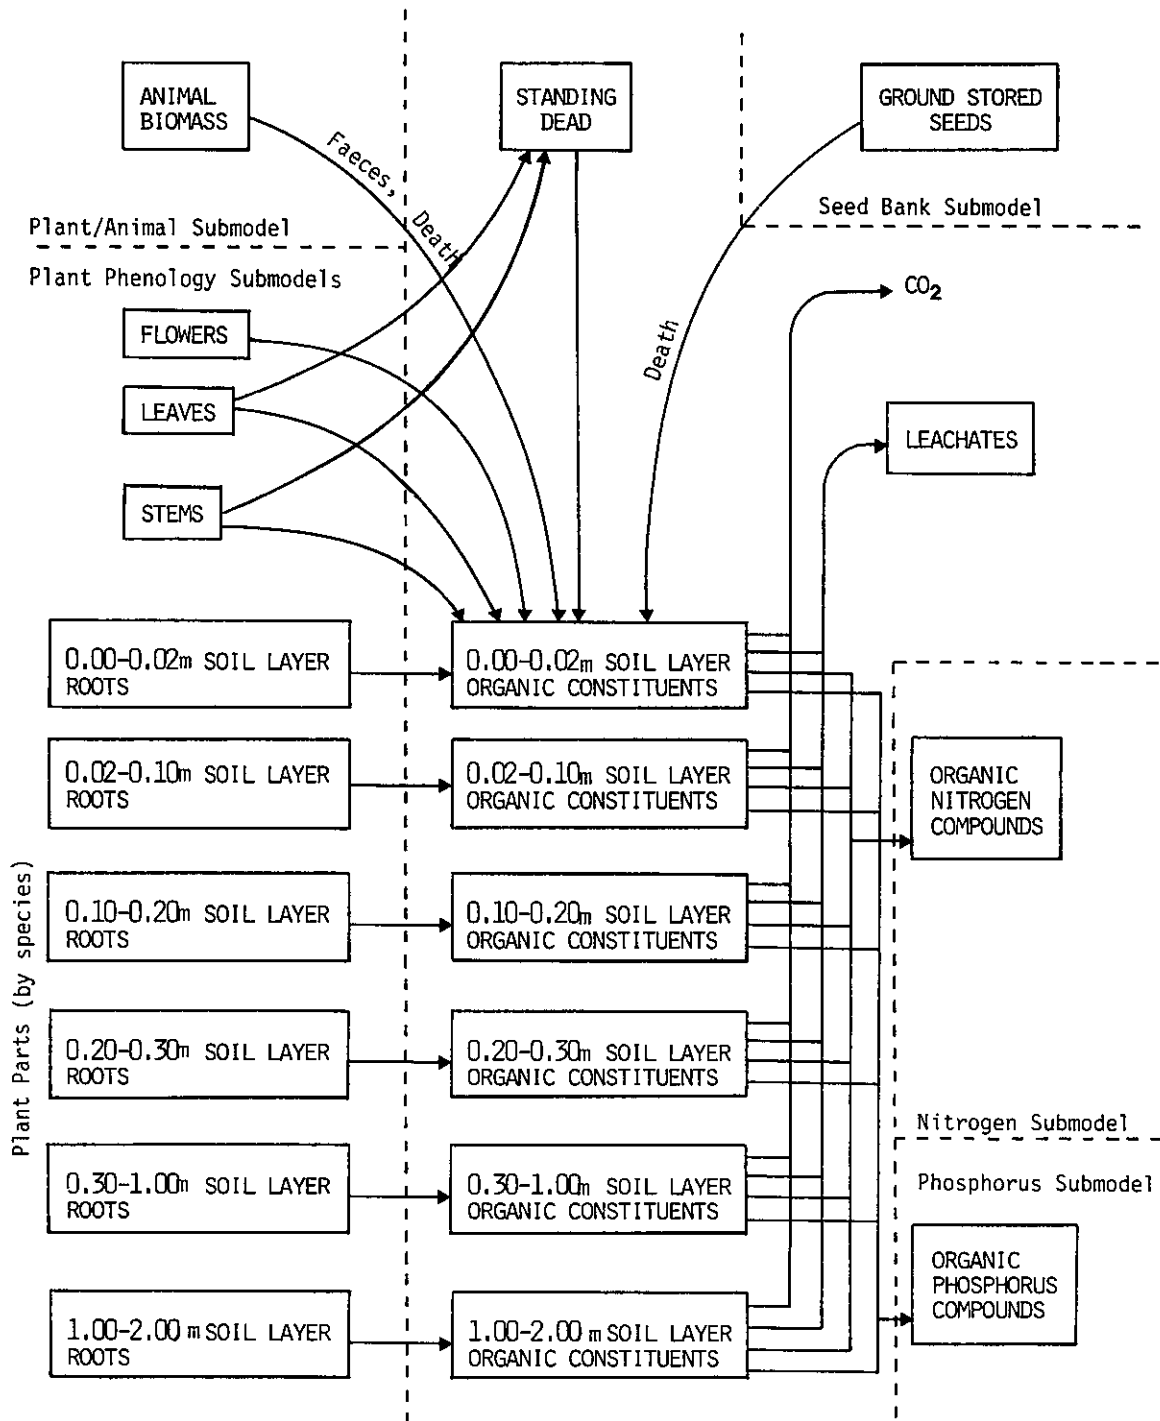 ANIMAL
BIOMASS
STANDING
DEAD
GROUND STORED
SEEDS
Faeces, Death
Plant/Animal Submodel
Seed Bank Submodel
Plant Phenology Submodels
CO2
FLOWERS
Death
LEAVES
LEACHATES
STEMS
Plant Parts (by species)
0.00-0.02m SOIL LAYER
ROOTS
0.00-0.02m SOIL LAYER
ORGANIC CONSTITUENTS
0.02-0.10m SOIL LAYER
ROOTS
0.02-0.10m SOIL LAYER
ORGANIC CONSTITUENTS
ORGANIC
NITROGEN
COMPOUNDS
0.10-0.20m SOIL LAYER
ROOTS
0.10-0.20m SOIL LAYER
ORGANIC CONSTITUENTS
0.20-0.30m SOIL LAYER
ROOTS
0.20-0.30m SOIL LAYER
ORGANIC CONSTITUENTS
Nitrogen Submodel
0.30-1.00m SOIL LAYER
ROOTS
0.30-1.00m SOIL LAYER
ORGANIC CONSTITUENTS
Phosphorus Submodel
ORGANIC
PHOSPHORUS
COMPOUNDS
1.00-2.00 m SOIL LAYER
ROOTS
1.00-2.00 m SOIL LAYER
ORGANIC CONSTITUENTS